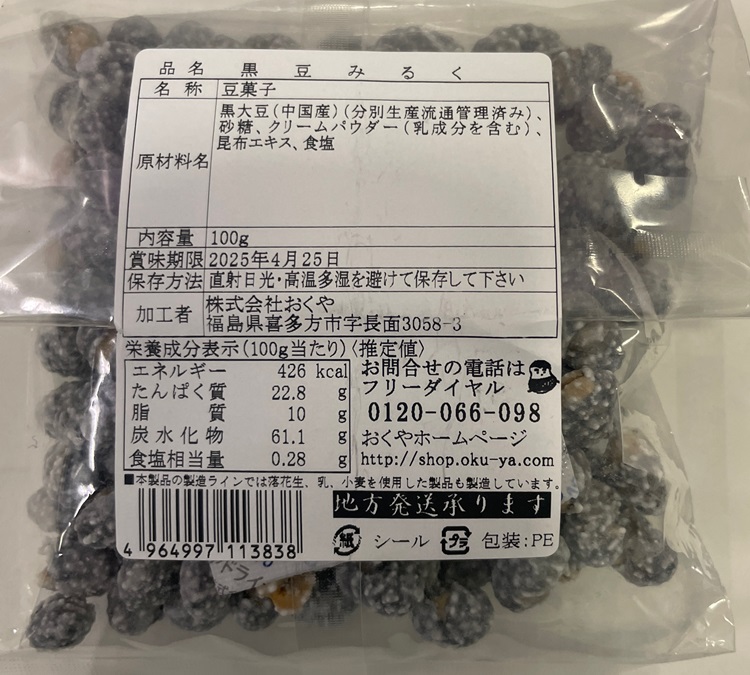 品名 黒豆みるく
名称 豆菓子
原材料名 黒大豆(中国産)(分別生産流通管理済み)、
砂糖、クリームパウダー(乳成分を含む)、
昆布エキス、食塩
内容量 100g
賞味期限 2025年4月25日
保存方法 直射日光・高温多湿を避けて保存して下さい
加工者 株式会社おくや
福島県喜多方市字長面3058-3
栄養成分表示(100g当たり)〈推定値〉
エネルギー 426 kcal
たんぱく質 22.8 g
脂質 10 g
炭水化物 61.1 g
食塩相当量 0.28 g
お問合せの電話は
フリーダイヤル
0120-066-098
おくやホームページ
http://shop.oku-ya.com
■本製品の製造ラインでは落花生、乳、小麦を使用した製品も製造しています。
地方発送承ります
4 964997 113838
紙 シール プラ 包装:PE
ドライ